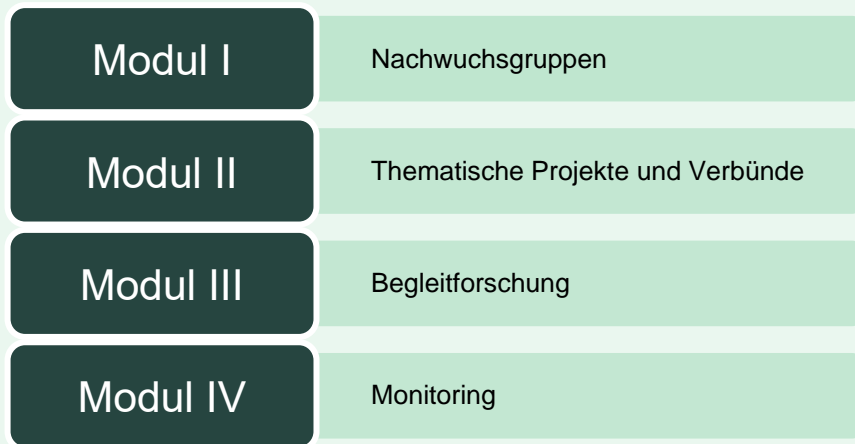 Modul I
Nachwuchsgruppen
Modul II
Thematische Projekte und Verbünde
Modul III
Begleitforschung
Modul IV
Monitoring